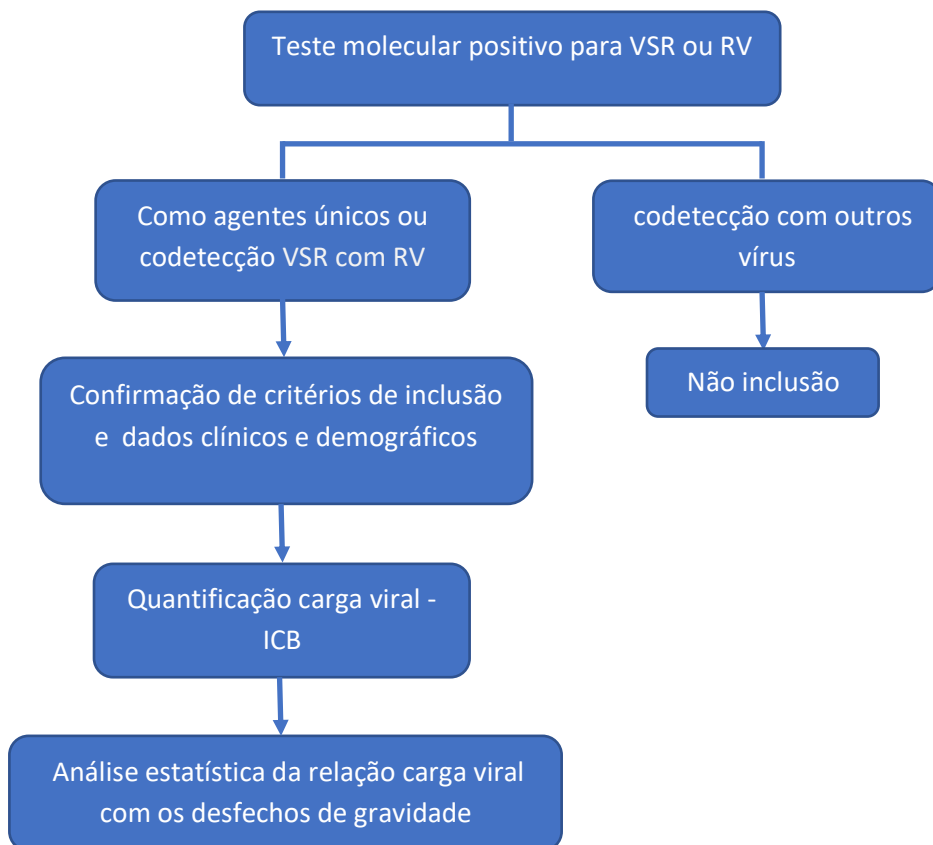 Teste molecular positivo para VSR ou RV
Como agentes únicos ou
codetecção VSR com RV
codetecção com outros
vírus
Confirmação de critérios de inclusão
e dados clínicos e demográficos
Não inclusão
Quantificação carga viral -
ICB
Análise estatística da relação carga viral
com os desfechos de gravidade